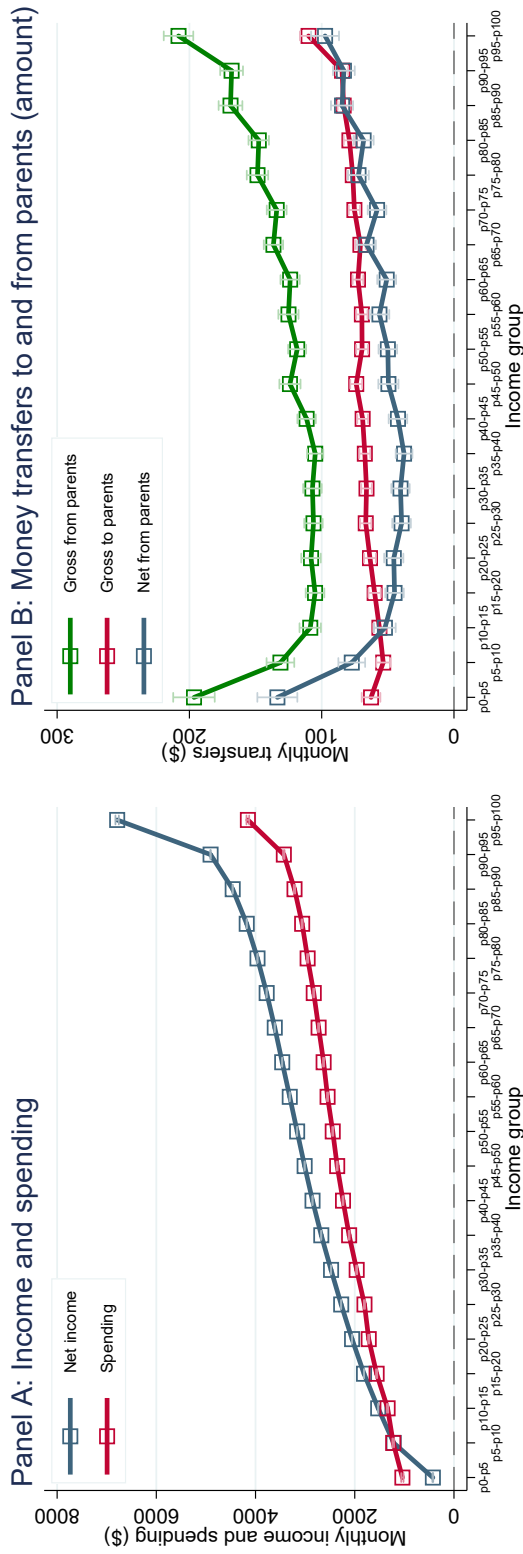 Panel A: Income and spending
Net income
Spending
Monthly income and spending ($)
8000
6000
4000
2000
0
p0-p5
p5-p10
p10-p15
p15-p20
p20-p25
p25-p30
p30-p35
p35-p40
p40-p45
p45-p50
p50-p55
p55-p60
p60-p65
p65-p70
p70-p75
p75-p80
p80-p85
p85-p90
p90-p95
p95-p100
Income group
Panel B: Money transfers to and from parents (amount)
Gross from parents
Gross to parents
Net from parents
Monthly transfers ($)
300
200
100
0
p0-p5
p5-p10
p10-p15
p15-p20
p20-p25
p25-p30
p30-p35
p35-p40
p40-p45
p45-p50
p50-p55
p55-p60
p60-p65
p65-p70
p70-p75
p75-p80
p80-p85
p85-p90
p90-p95
p95-p100
Income group